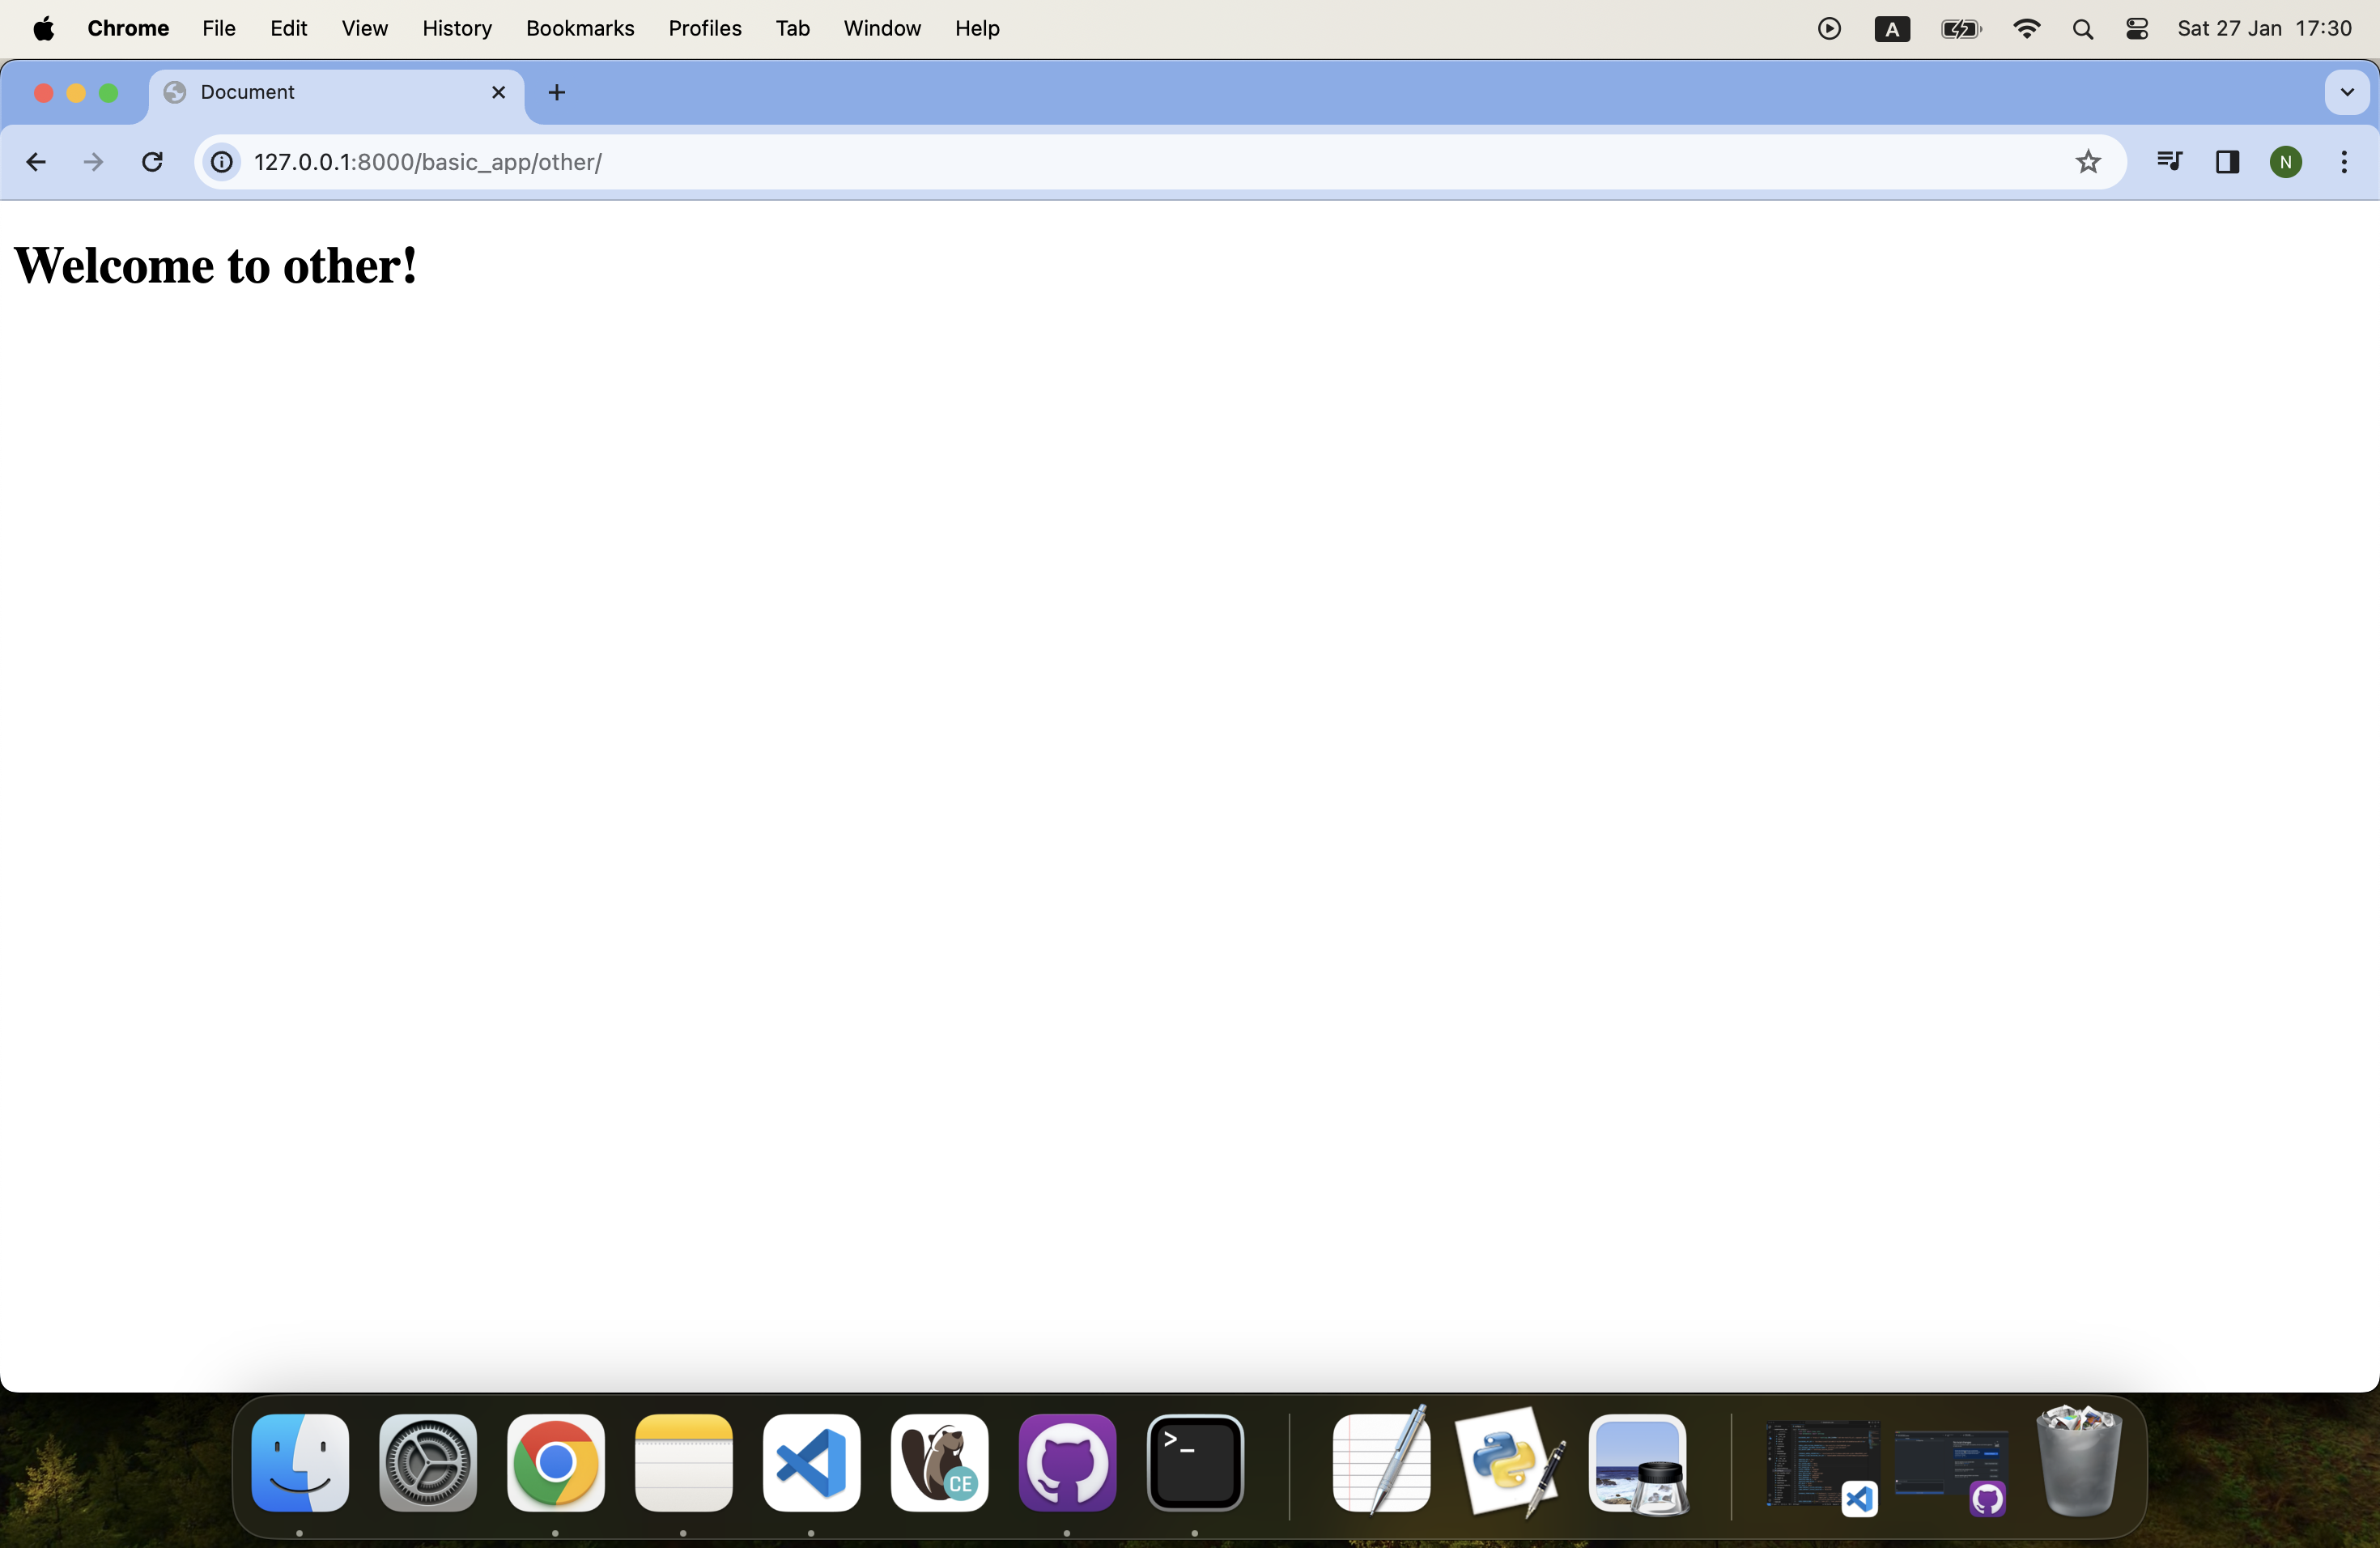 Chrome File Edit View History Bookmarks Profiles Tab Window Help A Sat 27 Jan 17:30
Document
127.0.0.1:8000/basic_app/other/ N
Welcome to other!
CE >_